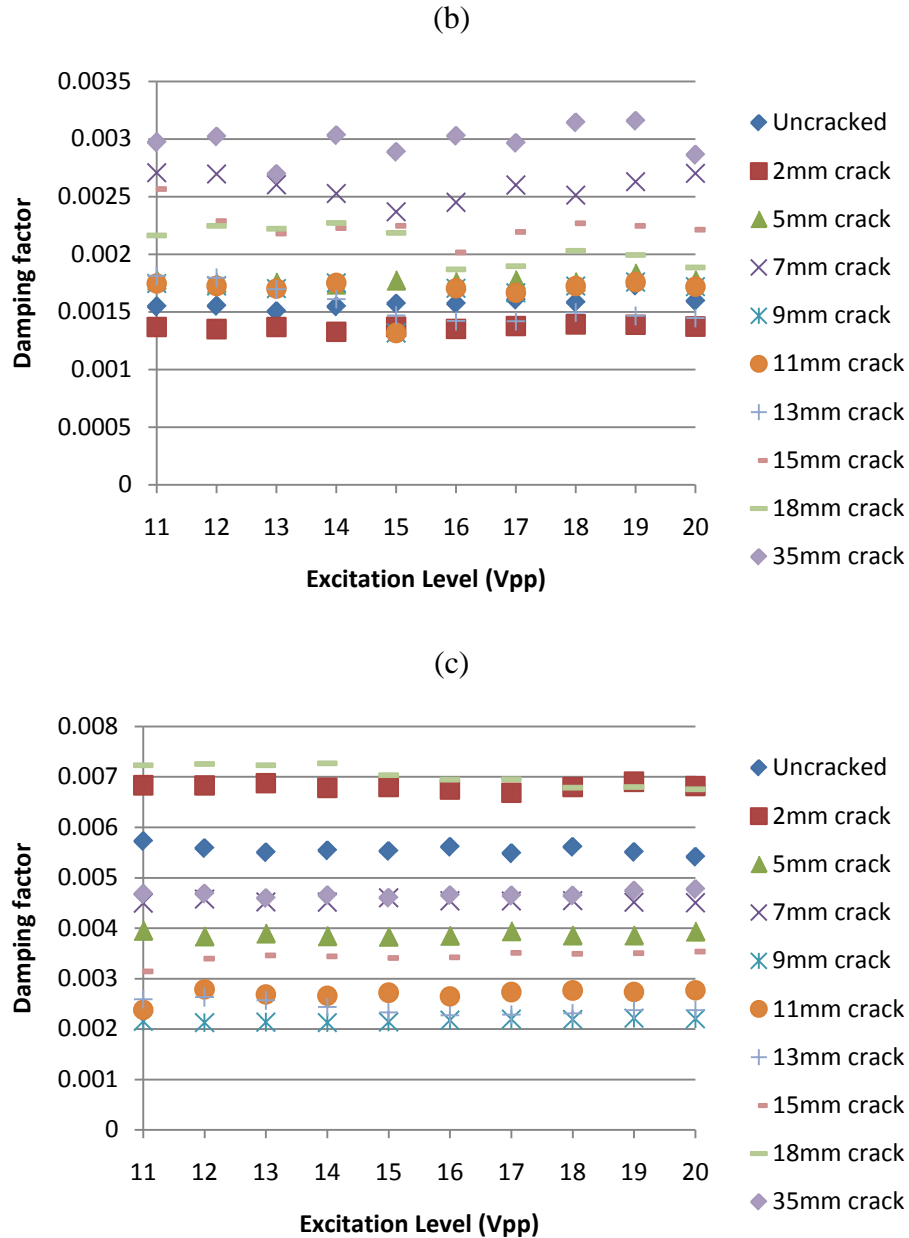 (b)
0.0035
0.003
0.0025
0.002
0.0015
0.001
0.0005
0
Damping factor
11 12 13 14 15 16 17 18 19 20
Excitation Level (Vpp)
Uncracked
2mm crack
5mm crack
7mm crack
9mm crack
11mm crack
13mm crack
15mm crack
18mm crack
35mm crack
(c)
0.008
0.007
0.006
0.005
0.004
0.003
0.002
0.001
0
Damping factor
11 12 13 14 15 16 17 18 19 20
Excitation Level (Vpp)
Uncracked
2mm crack
5mm crack
7mm crack
9mm crack
11mm crack
13mm crack
15mm crack
18mm crack
35mm crack